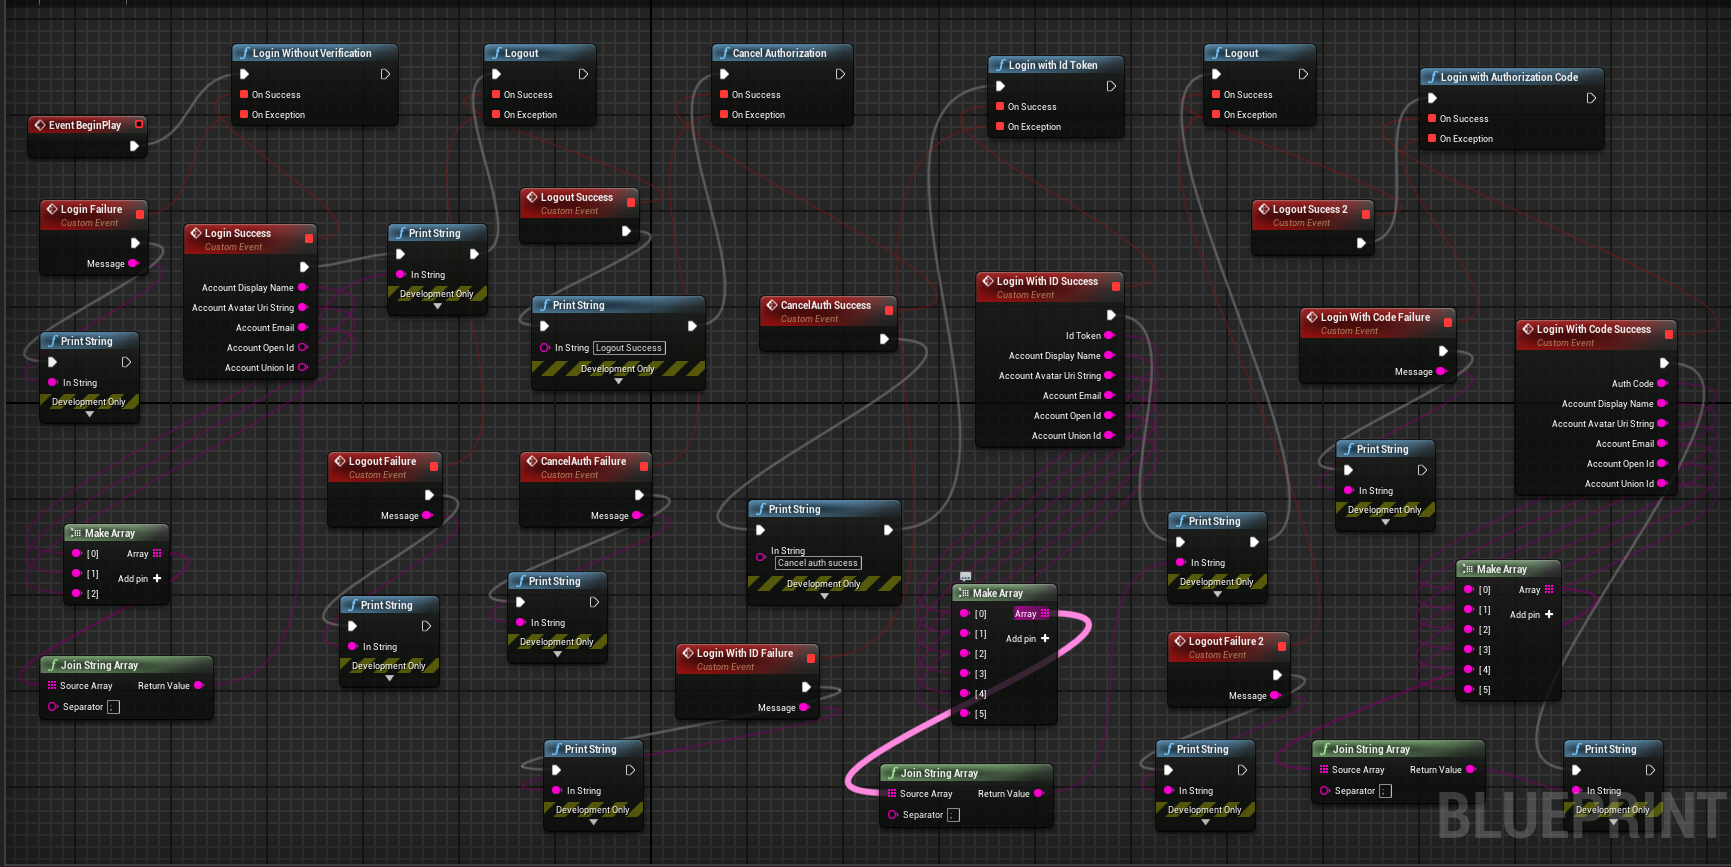 Login Without Verification
On Success
On Exception
Logout
On Success
On Exception
Cancel Authorization
On Success
On Exception
Login with Id Token
On Success
On Exception
Logout
On Success
On Exception
Login with Authorization Code
On Success
On Exception
Event BeginPlay
Login Failure
Custom Event
Message
Login Success
Custom Event
Account Display Name
Account Avatar Uri String
Account Email
Account Open Id
Account Union Id
Print String
In String
Development Only
Logout Success
Custom Event
Logout Sucess 2
Custom Event
Print String
In String
Development Only
Print String
In String Logout Success
Development Only
CancelAuth Success
Custom Event
Login With ID Success
Custom Event
Id Token
Account Display Name
Account Avatar Uri String
Account Email
Account Open Id
Account Union Id
Login With Code Failure
Custom Event
Message
Login With Code Success
Custom Event
Auth Code
Account Display Name
Account Avatar Uri String
Account Email
Account Open Id
Account Union Id
Logout Failure
Custom Event
Message
CancelAuth Failure
Custom Event
Message
Print String
In String
Development Only
Print String
In String
Cancel auth sucess
Development Only
Print String
In String
Development Only
Make Array
[0] Array
[1] Add pin +
[2]
Print String
In String
Development Only
Print String
In String
Development Only
Make Array
[0] Array
[1] Add pin +
[2]
[3]
[4]
[5]
Make Array
[0] Array
[1] Add pin +
[2]
[3]
[4]
[5]
Join String Array
Source Array Return Value
Separator ;
Login With ID Failure
Custom Event
Message
Logout Failure 2
Custom Event
Message
Print String
In String
Development Only
Join String Array
Source Array Return Value
Separator ;
Print String
In String
Development Only
Join String Array
Source Array Return Value
Separator ;
Print String
In String
Development Only
BLUEPRINT